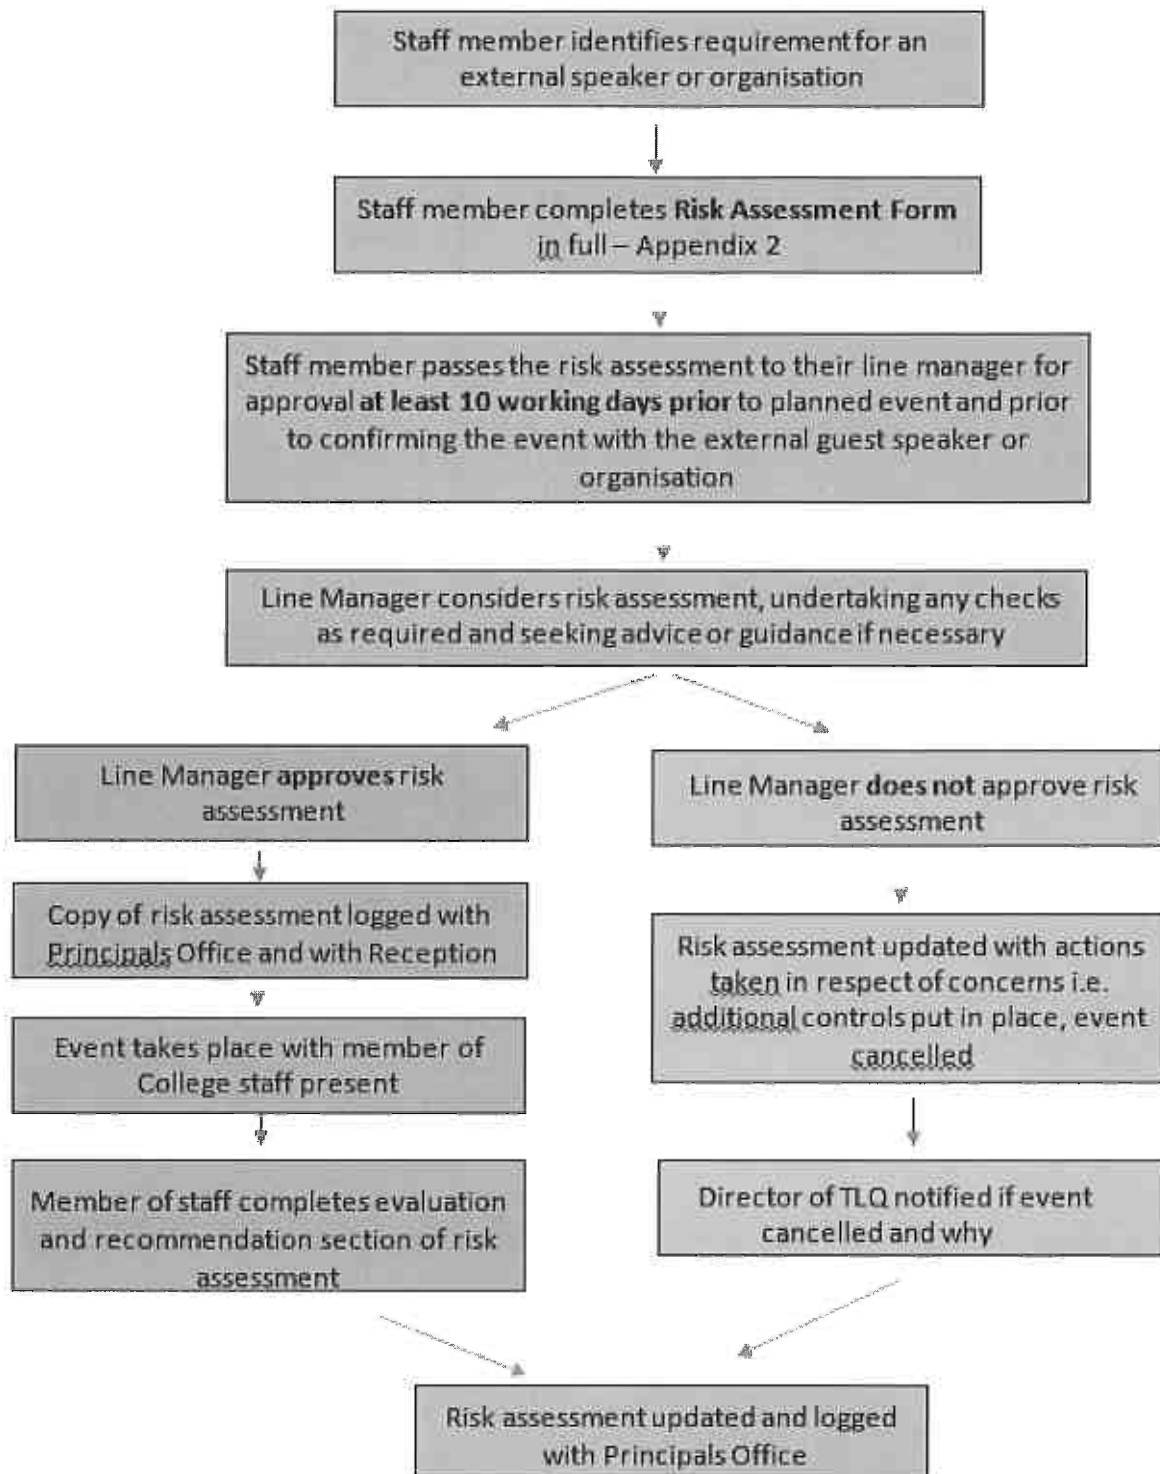 Staff member identifies requirement for an
external speaker or organisation
Staff member completes Risk Assessment Form
in full – Appendix 2
Staff member passes the risk assessment to their line manager for
approval at least 10 working days prior to planned event and prior
to confirming the event with the external guest speaker or
organisation
Line Manager considers risk assessment, undertaking any checks
as required and seeking advice or guidance if necessary
Line Manager approves risk
assessment
Copy of risk assessment logged with
Principals Office and with Reception
Event takes place with member of
College staff present
Member of staff completes evaluation
and recommendation section of risk
assessment
Line Manager does not approve risk
assessment
Risk assessment updated with actions
taken in respect of concerns i.e.
additional controls put in place, event
cancelled
Director of TLQ notified if event
cancelled and why
Risk assessment updated and logged
with Principals Office